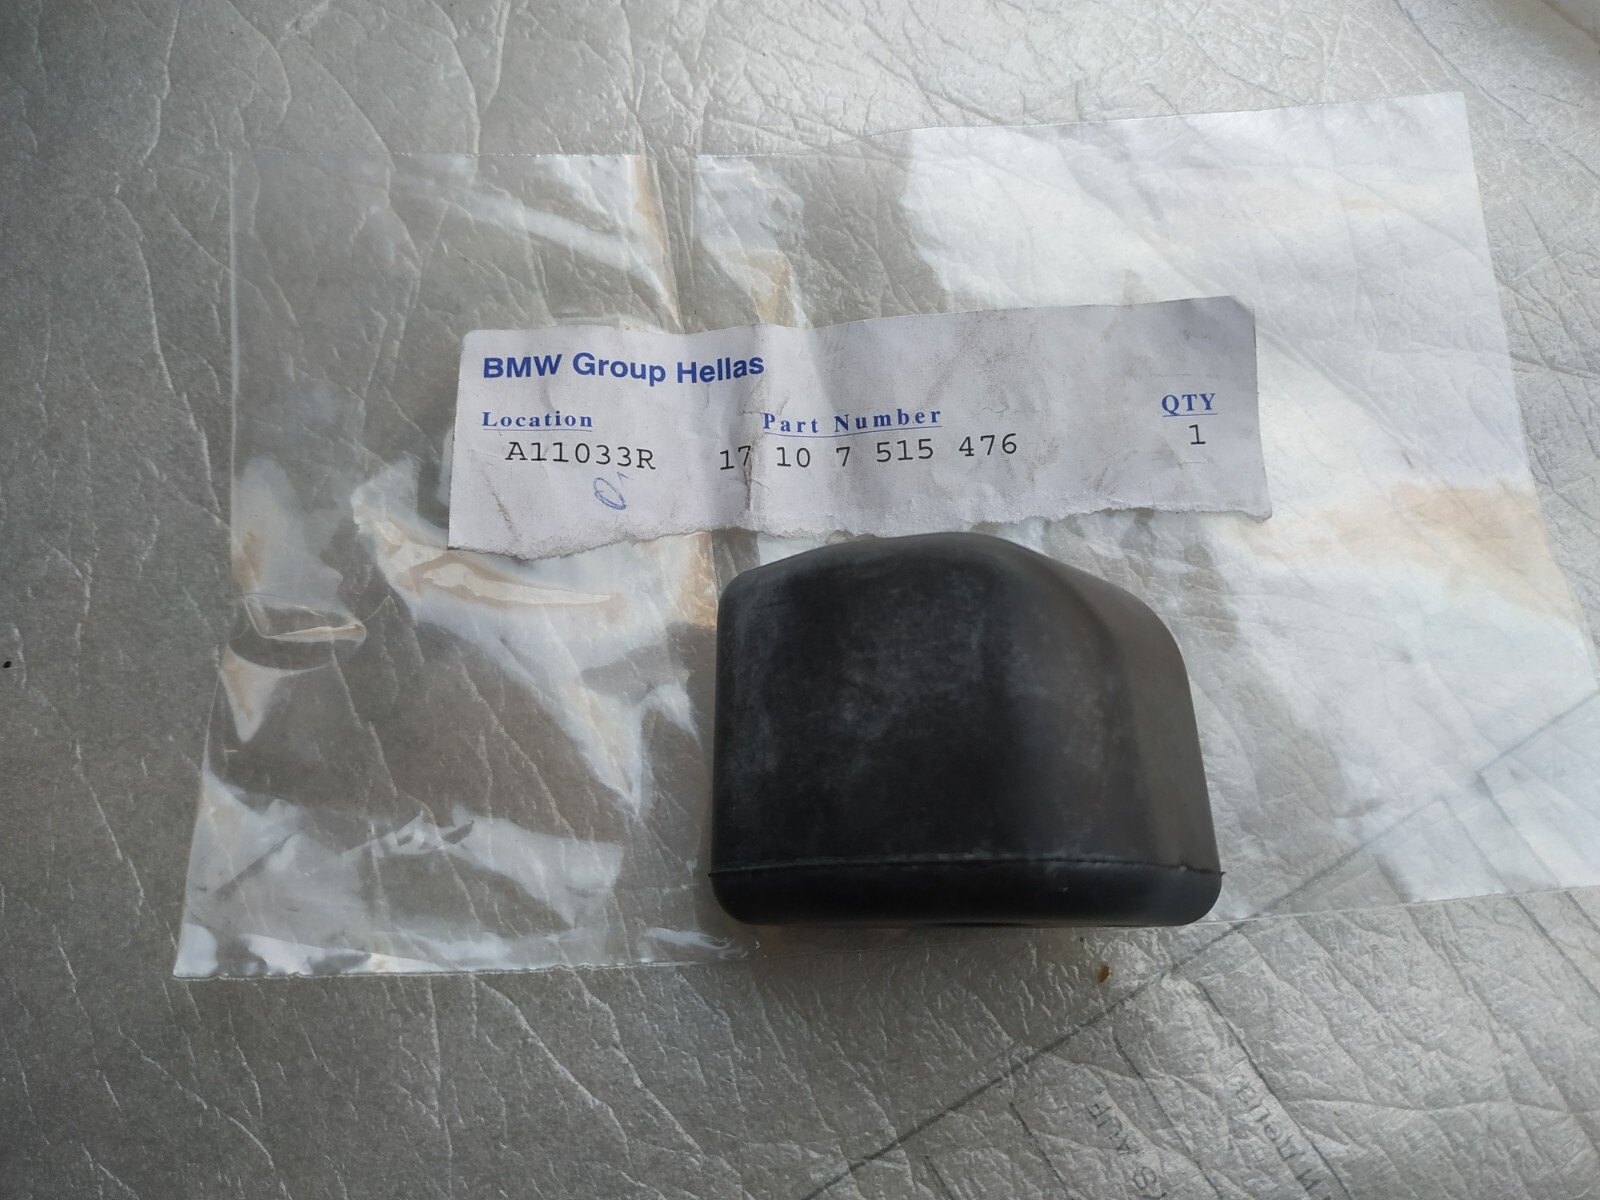 BMW Group Hellas
Location Part Number QTY
A11033R 17 10 7 515 476 1